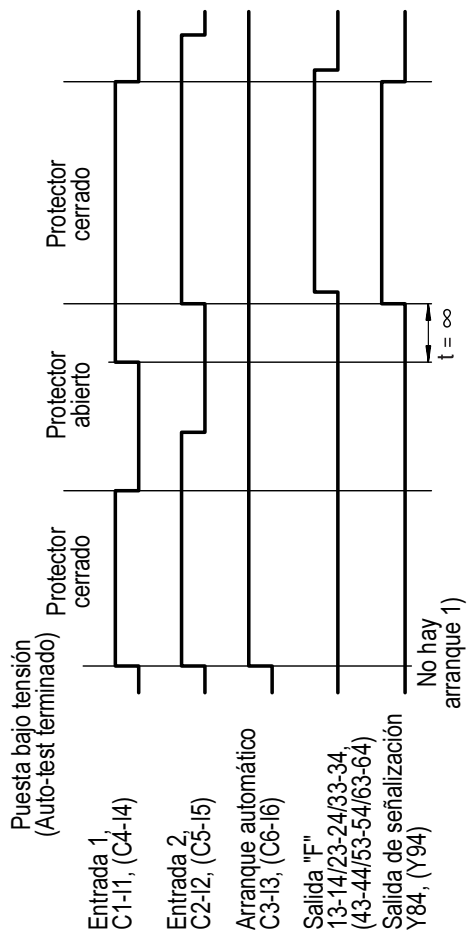 Puesta bajo tensión
(Auto-test terminado)
Protector
cerrado
Protector
abierto
Protector
cerrado
Entrada 1,
C1-I1, (C4-I4)
Entrada 2,
C2-I2, (C5-I5)
Arranque automático
C3-I3, (C6-I6)
Salida "F"
13-14/23-24/33-34,
(43-44/53-54/63-64)
Salida de señalización
Y84, (Y94)
No hay
arranque 1)
t = ∞